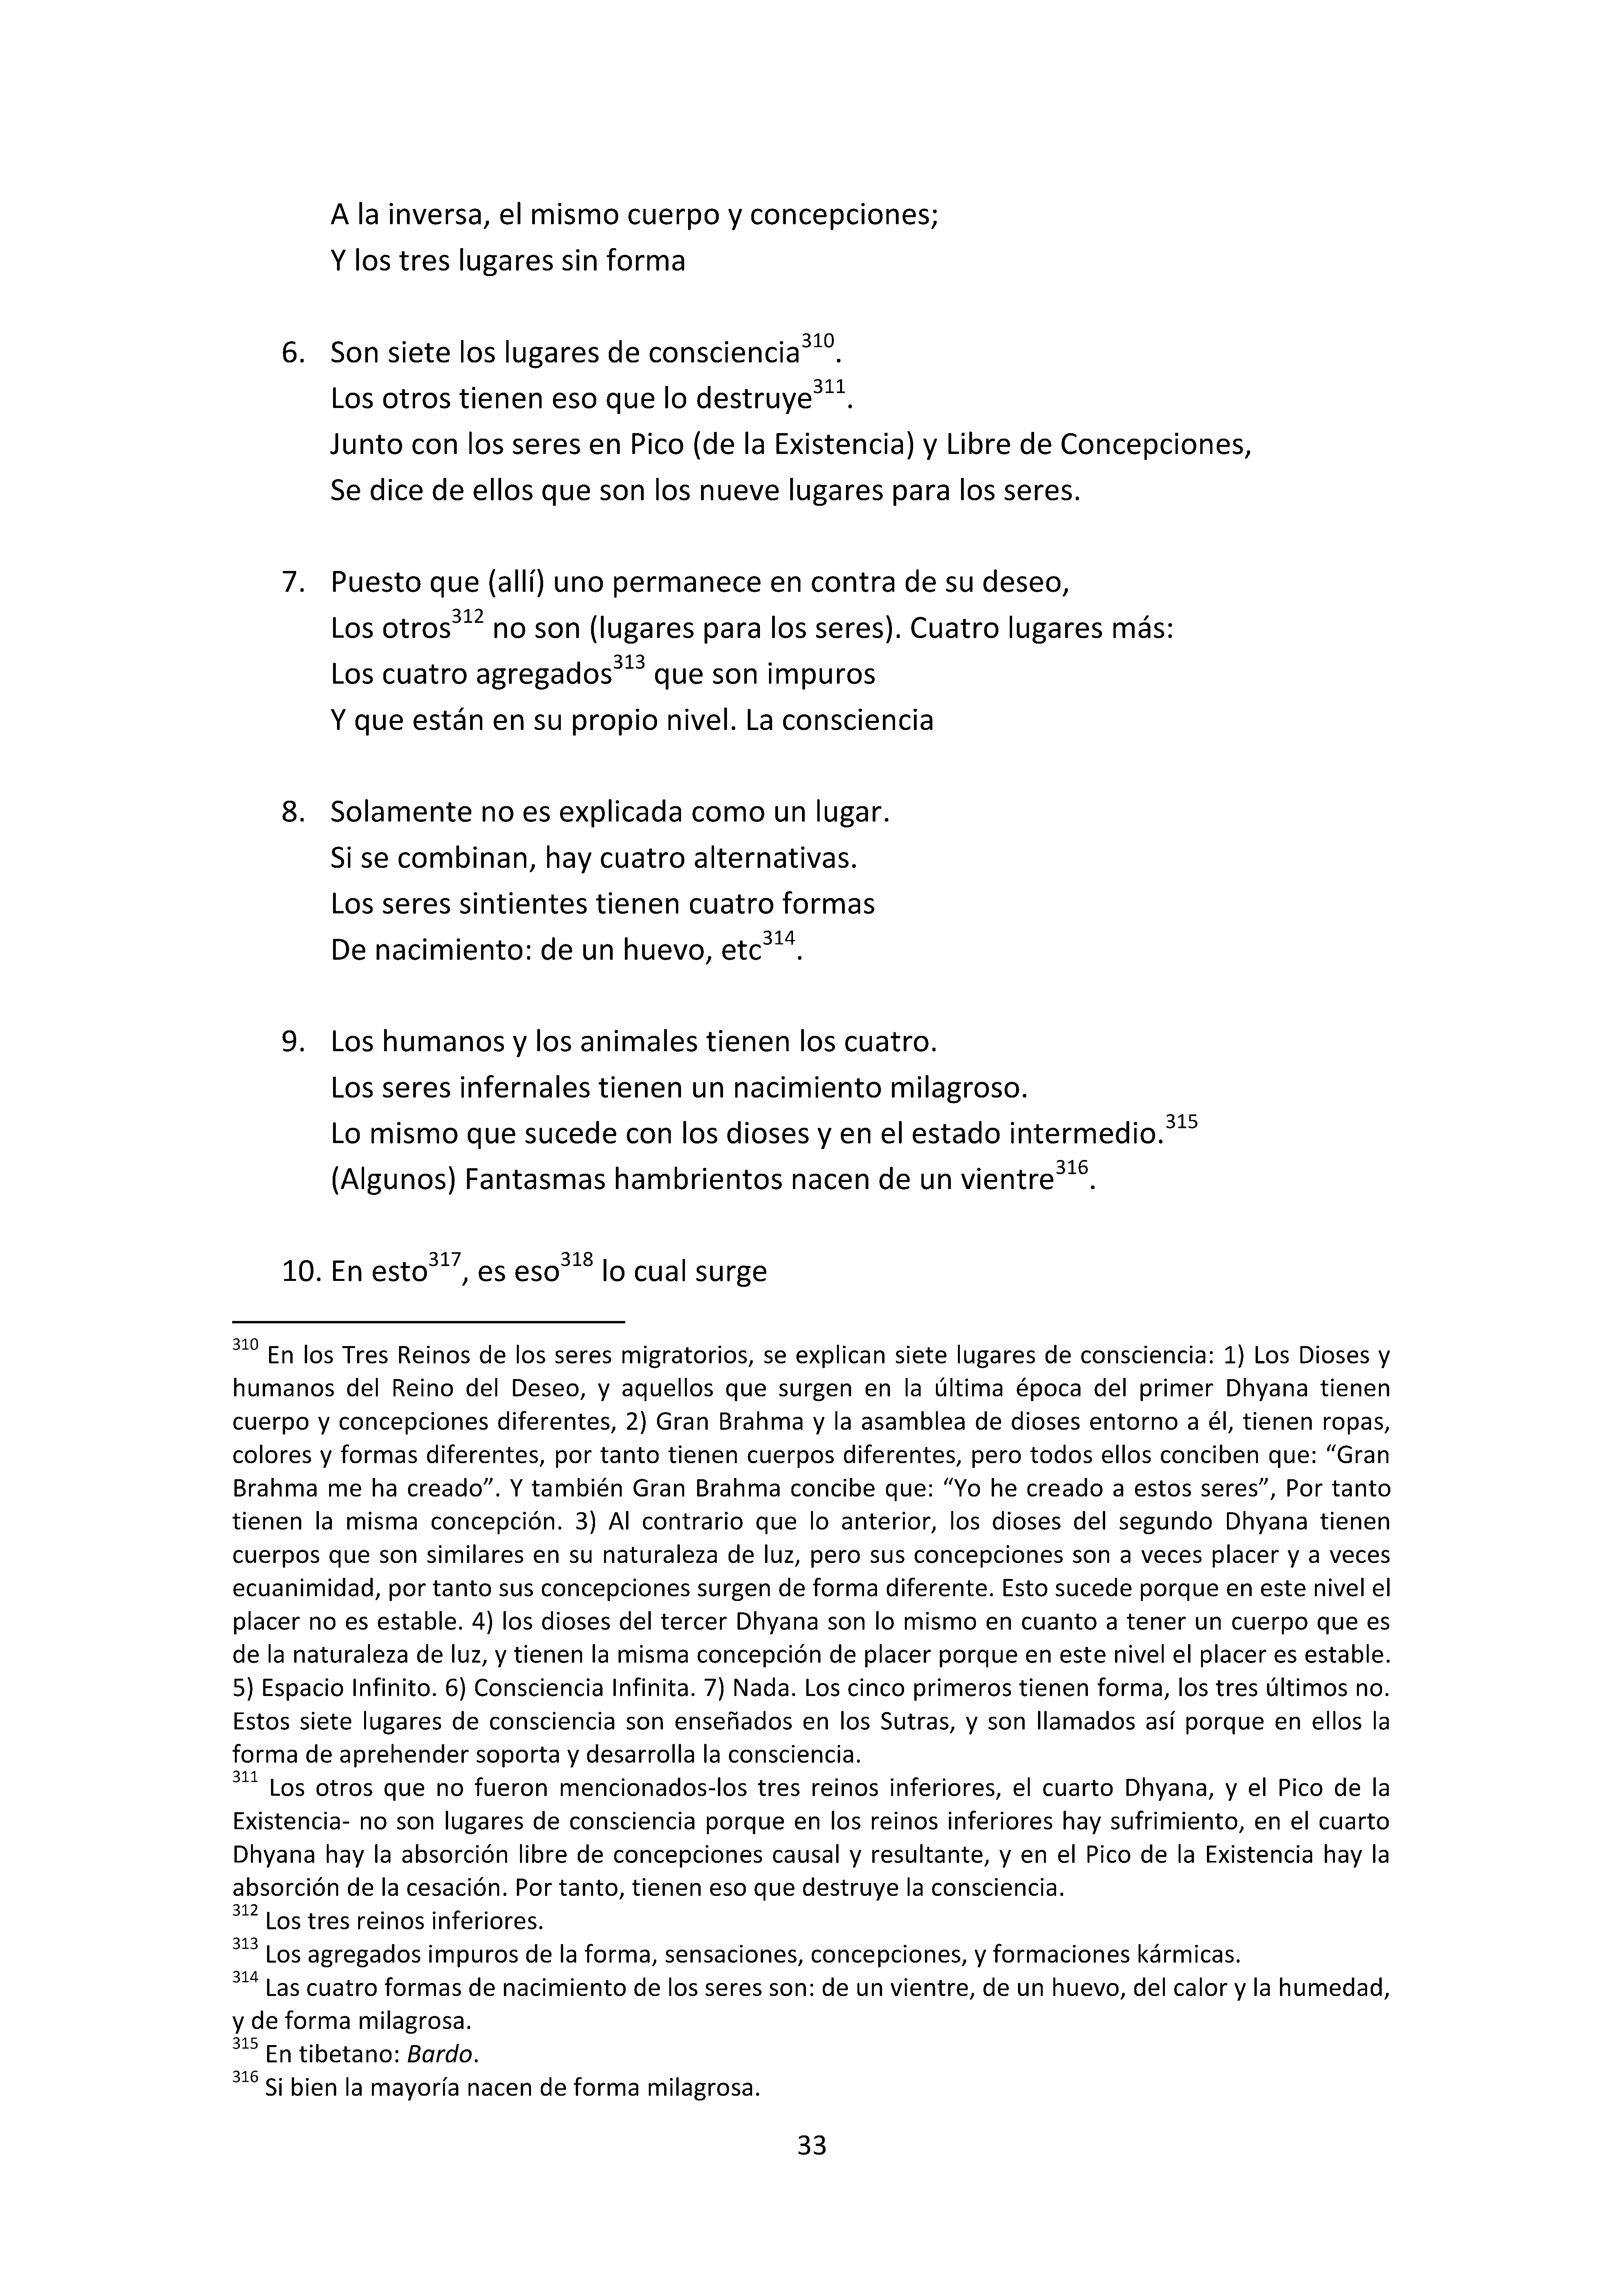 A la inversa, el mismo cuerpo y concepciones;
Y los tres lugares sin forma
6. Son siete los lugares de consciencia310.
Los otros tienen eso que lo destruye311.
Junto con los seres en Pico (de la Existencia) y Libre de Concepciones,
Se dice de ellos que son los nueve lugares para los seres.
7. Puesto que (allí) uno permanece en contra de su deseo,
Los otros312 no son (lugares para los seres). Cuatro lugares más:
Los cuatro agregados313 que son impuros
Y que están en su propio nivel. La consciencia
8. Solamente no es explicada como un lugar.
Si se combinan, hay cuatro alternativas.
Los seres sintientes tienen cuatro formas
De nacimiento: de un huevo, etc314.
9. Los humanos y los animales tienen los cuatro.
Los seres infernales tienen un nacimiento milagroso.
Lo mismo que sucede con los dioses y en el estado intermedio.315
(Algunos) Fantasmas hambrientos nacen de un vientre316.
10. En esto317, es eso318 lo cual surge
310 En los Tres Reinos de los seres migratorios, se explican siete lugares de consciencia: 1) Los Dioses y
humanos del Reino del Deseo, y aquellos que surgen en la última época del primer Dhyana tienen
cuerpo y concepciones diferentes, 2) Gran Brahma y la asamblea de dioses entorno a él, tienen ropas,
colores y formas diferentes, por tanto tienen cuerpos diferentes, pero todos ellos conciben que: “Gran
Brahma me ha creado”. Y también Gran Brahma concibe que: “Yo he creado a estos seres”, Por tanto
tienen la misma concepción. 3) Al contrario que lo anterior, los dioses del segundo Dhyana tienen
cuerpos que son similares en su naturaleza de luz, pero sus concepciones son a veces placer y a veces
ecuanimidad, por tanto sus concepciones surgen de forma diferente. Esto sucede porque en este nivel el
placer no es estable. 4) los dioses del tercer Dhyana son lo mismo en cuanto a tener un cuerpo que es
de la naturaleza de luz, y tienen la misma concepción de placer porque en este nivel el placer es estable.
5) Espacio Infinito. 6) Consciencia Infinita. 7) Nada. Los cinco primeros tienen forma, los tres últimos no.
Estos siete lugares de consciencia son enseñados en los Sutras, y son llamados así porque en ellos la
forma de aprehender soporta y desarrolla la consciencia.
311 Los otros que no fueron mencionados-los tres reinos inferiores, el cuarto Dhyana, y el Pico de la
Existencia- no son lugares de consciencia porque en los reinos inferiores hay sufrimiento, en el cuarto
Dhyana hay la absorción libre de concepciones causal y resultante, y en el Pico de la Existencia hay la
absorción de la cesación. Por tanto, tienen eso que destruye la consciencia.
312 Los tres reinos inferiores.
313 Los agregados impuros de la forma, sensaciones, concepciones, y formaciones kármicas.
314 Las cuatro formas de nacimiento de los seres son: de un vientre, de un huevo, del calor y la humedad,
y de forma milagrosa.
315 En tibetano: Bardo.
316 Si bien la mayoría nacen de forma milagrosa.
33